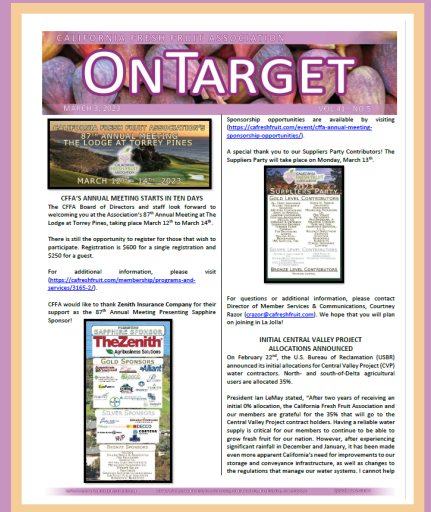 CALIFORNIA FRESH FRUIT ASSOCIATION
ONTARGET
MARCH 3, 2023
VOL 41 NO.5
CALIFORNIA FRESH FRUIT ASSOCIATION'S
87TH ANNUAL MEETING
THE LODGE AT TORREY PINES
MARCH 12TH - 14TH, 2023
CFFA'S ANNUAL MEETING STARTS IN TEN DAYS
The CFFA Board of Directors and staff look forward to
welcoming you at the Association's 87th Annual Meeting at The
Lodge at Torrey Pines, taking place March 12th to March 14th.
There is still the opportunity to register for those that wish to
participate. Registration is $600 for a single registration and
$250 for a guest.
For additional information, please visit
(https://cafreshfruit.com/membership/programs-and-
services/3165-2/).
CFFA would like to thank Zenith Insurance Company for their
support as the 87th Annual Meeting Presenting Sapphire
Sponsor!
SAPPHIRE SPONSOR
TheZenith
Agribusiness Solutions
GOLD SPONSORS
Alliant
SILVER SPONSORS
CORTEVA
BRONZE SPONSORS
Sponsorship opportunities are available by visiting
(https://cafreshfruit.com/event/cffa-annual-meeting-
sponsorship-opportunities/).
A special thank you to our Suppliers Party Contributors! The
Suppliers Party will take place on Monday, March 13th.
2023
SUPPLIERS PARTY
GOLD LEVEL CONTRIBUTORS
SILVER LEVEL CONTRIBUTORS
BRONZE LEVEL CONTRIBUTORS
For questions or additional information, please contact
Director of Member Services & Communications, Courtney
Razor (crazor@cafreshfruit.com). We hope that you will plan
on joining in La Jolla!
INITIAL CENTRAL VALLEY PROJECT
ALLOCATIONS ANNOUNCED
On February 22nd, the U.S. Bureau of Reclamation (USBR)
announced its initial allocations for Central Valley Project (CVP)
water contractors. North- and south-of-Delta agricultural
users are allocated 35%.
President Ian LeMay stated, "After two years of receiving an
initial 0% allocation, the California Fresh Fruit Association and
our members are grateful for the 35% that will go to the
Central Valley Project contract holders. Having a reliable water
supply is critical for our members to continue to be able to
grow fresh fruit for our nation. However, after experiencing
significant rainfall in December and January, it has been made
even more apparent California's need for improvements to our
storage and conveyance infrastructure, as well as changes to
the regulations that manage our water systems. I cannot help